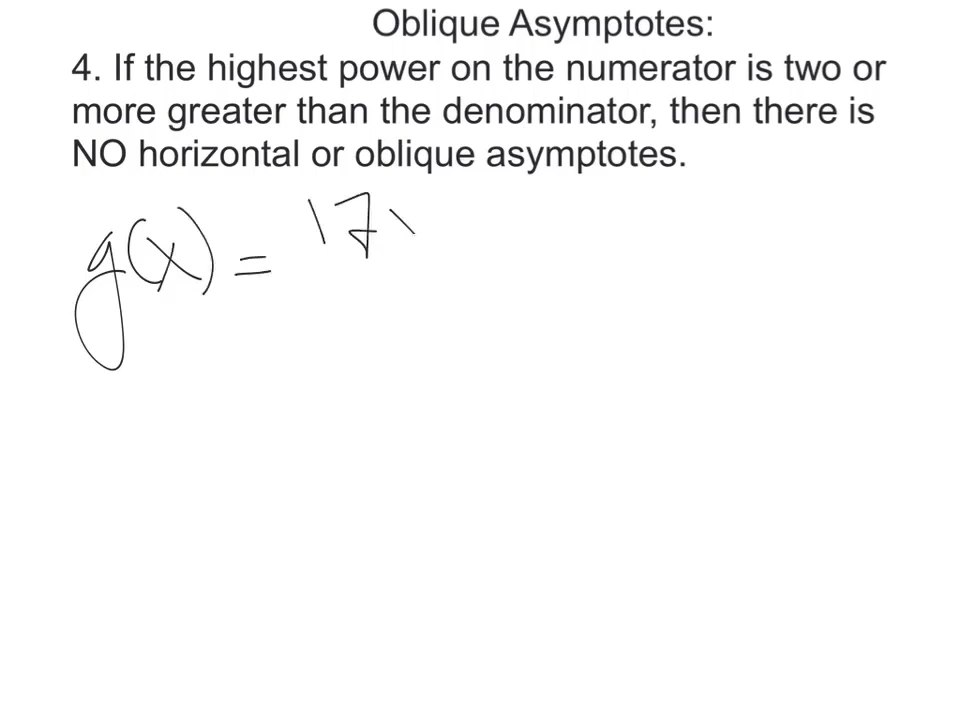 Oblique Asymptotes:
4. If the highest power on the numerator is two or
more greater than the denominator, then there is
NO horizontal or oblique asymptotes.
g(x) = 17